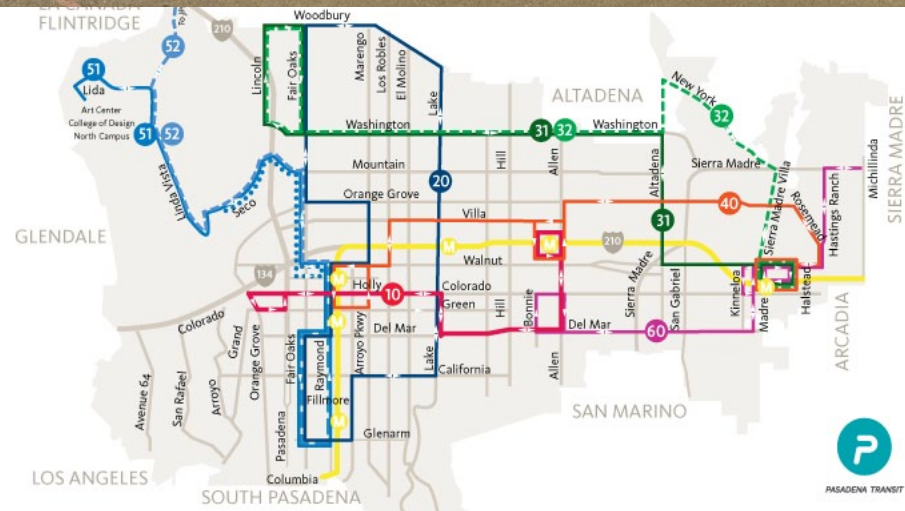 LA CANADA
FLINTRIDGE
To JPL
52
210
Woodbury
51
Lida
Art Center
College of Design
North Campus
51
52
Lincoln
Fair Oaks
Marengo
Los Robles
El Molino
Lake
ALTADENA
New York
32
Washington
31
32
Washington
Hill
Allen
Altadena
Sierra Madre
Sierra Madre Villa
Michillinda
SIERRA MADRE
Linda Vista
Seco
Mountain
20
Orange Grove
Villa
40
Rosemead
Hastings Ranch
31
GLENDALE
M
M
210
134
Walnut
M
Holly
10
Colorado
Green
Sierra Madre
San Gabriel
Kinneloa
M
Madre
Halstead
Colorado
Grand
Orange Grove
Fair Oaks
Raymond
M
Arroyo Pkwy
Del Mar
Lake
Hill
Bonnie
Del Mar
60
ARCADIA
Avenue 64
San Rafael
Arroyo
Pasadena
California
Allen
Fillmore
M
Glenarm
SAN MARINO
LOS ANGELES
Columbia
SOUTH PASADENA
P
PASADENA TRANSIT